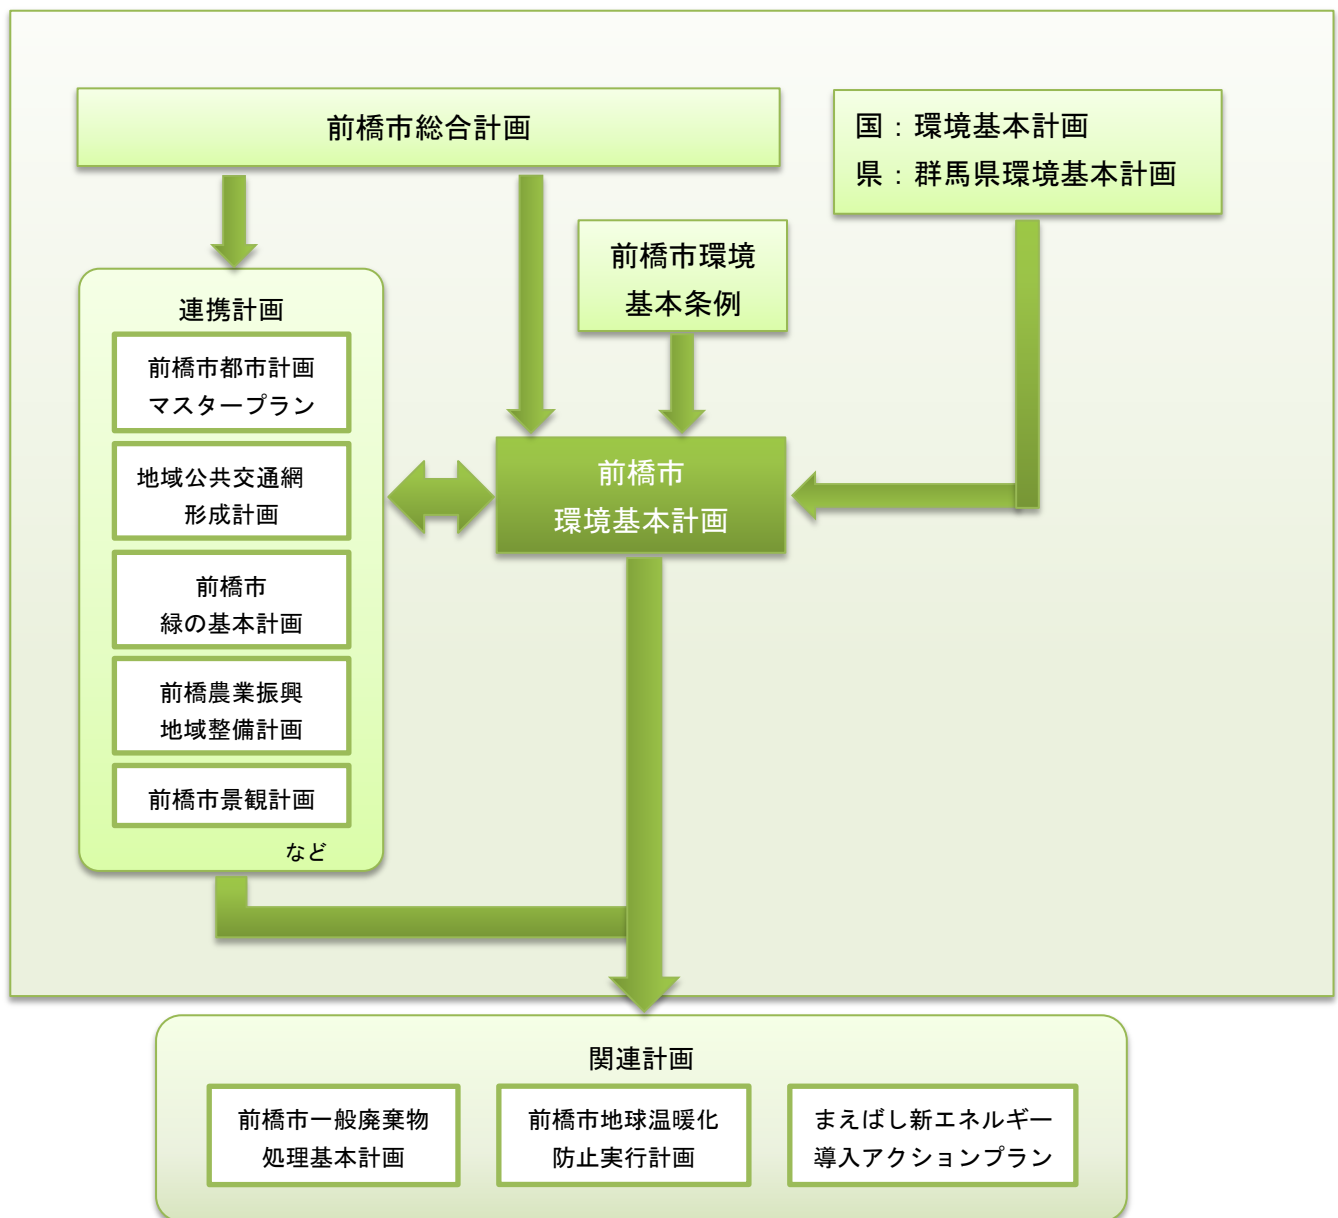 前橋市総合計画
国：環境基本計画
県：群馬県環境基本計画
前橋市環境
基本条例
連携計画
前橋市都市計画
マスタープラン
地域公共交通網
形成計画
前橋市
緑の基本計画
前橋農業振興
地域整備計画
前橋市景観計画
など
前橋市
環境基本計画
関連計画
前橋市一般廃棄物
処理基本計画
前橋市地球温暖化
防止実行計画
まえばし新エネルギー
導入アクションプラン